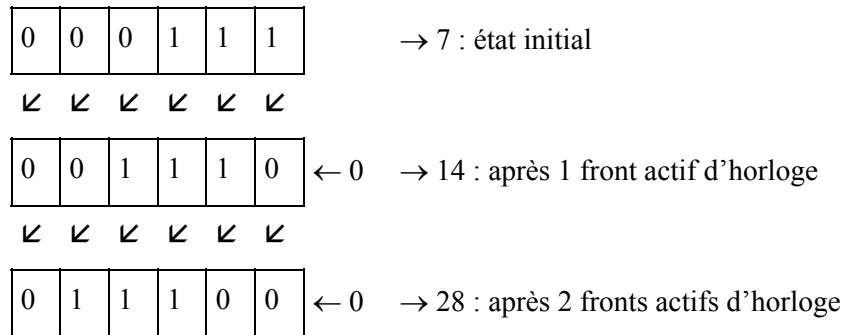 0 0 0 1 1 1 → 7 : état initial
↙ ↙ ↙ ↙ ↙ ↙
0 0 1 1 1 0 ← 0 → 14 : après 1 front actif d’horloge
↙ ↙ ↙ ↙ ↙ ↙
0 1 1 1 0 0 ← 0 → 28 : après 2 fronts actifs d’horloge